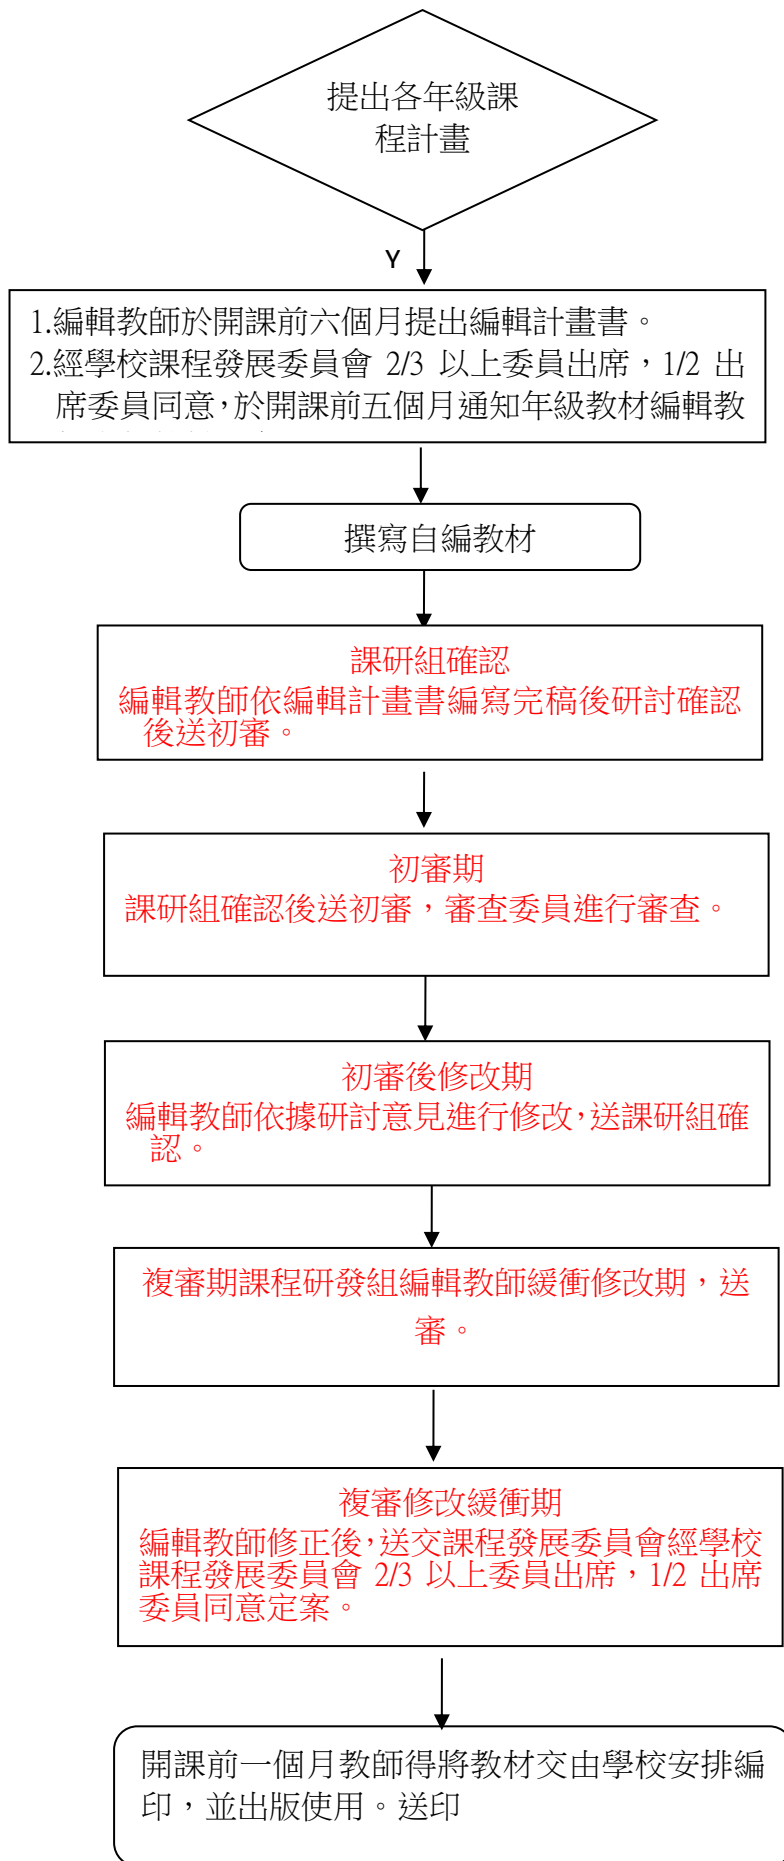 提出各年級課
程計畫
Y
1.編輯教師於開課前六個月提出編輯計畫書。
2.經學校課程發展委員會 2/3 以上委員出席，1/2 出
席委員同意，於開課前五個月通知年級教材編輯教
撰寫自編教材
課研組確認
編輯教師依編輯計畫書編寫完稿後研討確認
後送初審。
初審期
課研組確認後送初審，審查委員進行審查。
初審後修改期
編輯教師依據研討意見進行修改，送課研組確
認。
複審期課程研發組編輯教師緩衝修改期，送
審。
複審修改緩衝期
編輯教師修正後，送交課程發展委員會經學校
課程發展委員會 2/3 以上委員出席，1/2 出席
委員同意定案。
開課前一個月教師得將教材交由學校安排編
印，並出版使用。送印